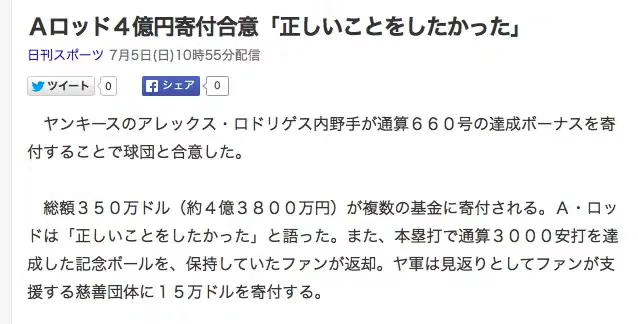 Ａロッド４億円寄付合意「正しいことをしたかった」
日刊スポーツ 7月5日(日)10時55分配信
ツイート 0 シェア 0
ヤンキースのアレックス・ロドリゲス内野手が通算６６０号の達成ボーナスを寄
付することで球団と合意した。
総額３５０万ドル（約４億３８００万円）が複数の基金に寄付される。Ａ・ロッ
ドは「正しいことをしたかった」と語った。また、本塁打で通算３０００安打を達
成した記念ボールを、保持していたファンが返却。ヤ軍は見返りとしてファンが支
援する慈善団体に１５万ドルを寄付する。